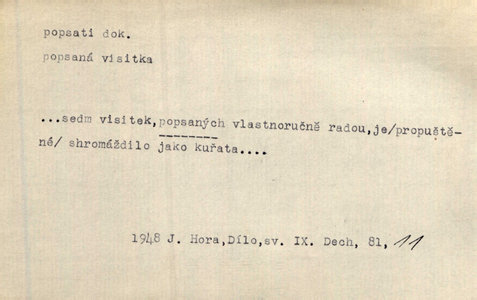 popsati dok.
popsaná visitka
...sedm visitek,popsaných vlastnoručně radou,je/propuště-
né/ shromáždilo jako kuřata....
1948 J. Hora,Dílo,sv. IX. Dech, 81, 11